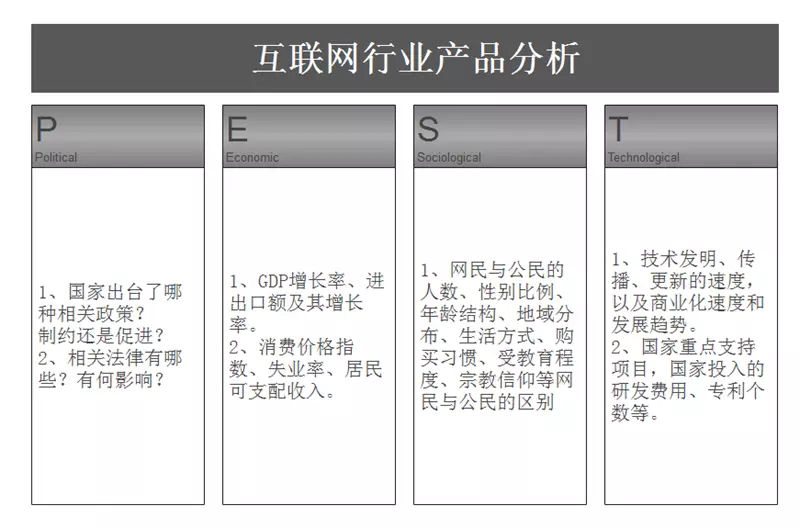 互联网行业产品分析
P
Political
1、国家出台了哪
种相关政策？
制约还是促进？
2、相关法律有哪
些？有何影响？
E
Economic
1、GDP增长率、进
出口额及其增长
率。
2、消费价格指
数、失业率、居民
可支配收入。
S
Sociological
1、网民与公民的
人数、性别比例、
年龄结构、地域分
布、生活方式、购
买习惯、受教育程
度、宗教信仰等网
民与公民的区别
T
Technological
1、技术发明、传
播、更新的速度，
以及商业化速度和
发展趋势。
2、国家重点支持
项目，国家投入的
研发费用、专利个
数等。